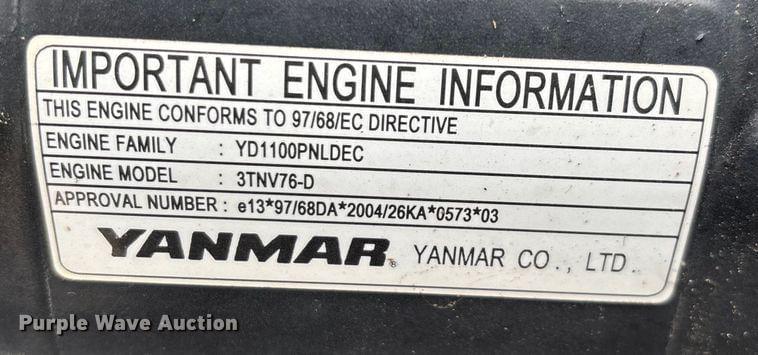 IMPORTANT ENGINE INFORMATION
THIS ENGINE CONFORMS TO 97/68/EC DIRECTIVE
ENGINE FAMILY : YD1100PNLDEC
ENGINE MODEL : 3TNV76-D
APPROVAL NUMBER : e13*97/68DA*2004/26KA*0573*03
YANMAR® YANMAR CO., LTD.
Purple Wave Auction